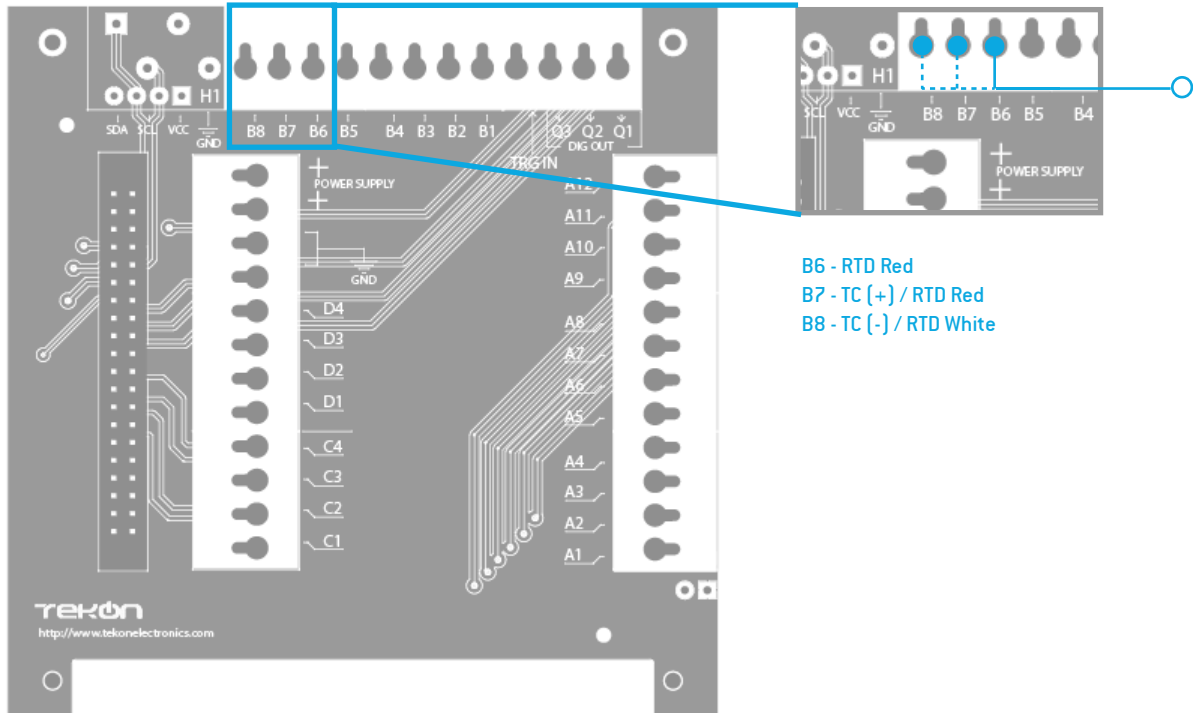 H1
SDA SCL VCC GND B8 B7 B6 B5 B4 B3 B2 B1 Q3 Q2 Q1
DIG OUT
TRG IN
+
POWER SUPPLY
+
GND
D4
D3
D2
D1
C4
C3
C2
C1
A12
A11
A10
A9
A8
A7
A6
A5
A4
A3
A2
A1
TEKON
http://www.tekonelectronics.com
H1
SCL VCC GND B8 B7 B6 B5 B4
+
POWER SUPPLY
+
B6 - RTD Red
B7 - TC (+) / RTD Red
B8 - TC (-) / RTD White